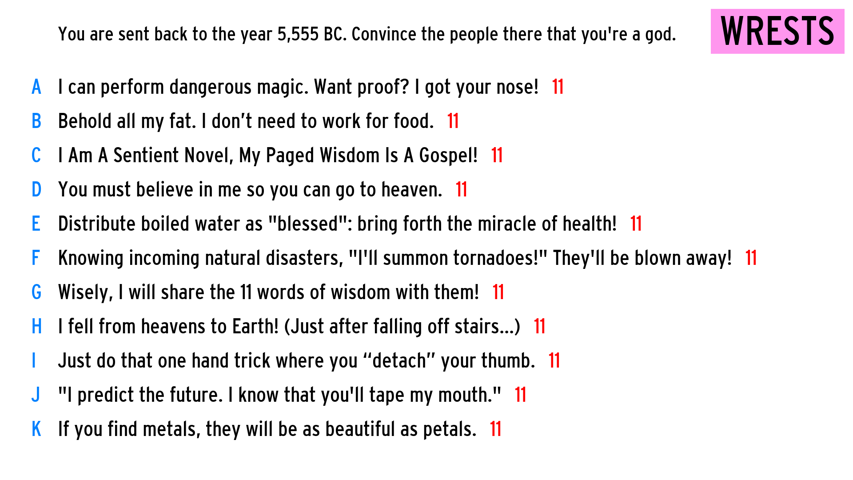 You are sent back to the year 5,555 BC. Convince the people there that you're a god.
WRESTS
A I can perform dangerous magic. Want proof? I got your nose! 11
B Behold all my fat. I don’t need to work for food. 11
C I Am A Sentient Novel, My Paged Wisdom Is A Gospel! 11
D You must believe in me so you can go to heaven. 11
E Distribute boiled water as "blessed": bring forth the miracle of health! 11
F Knowing incoming natural disasters, "I'll summon tornadoes!" They'll be blown away! 11
G Wisely, I will share the 11 words of wisdom with them! 11
H I fell from heavens to Earth! (Just after falling off stairs...) 11
I Just do that one hand trick where you “detach” your thumb. 11
J "I predict the future. I know that you'll tape my mouth." 11
K If you find metals, they will be as beautiful as petals. 11